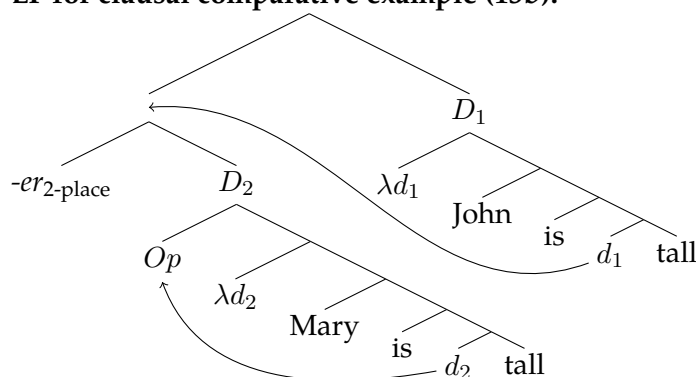 LF for clausal comparative example (15b):
D₁
-er₂-place D₂
λd₁
John
is
d₁ tall
Op
λd₂
Mary
is
d₂ tall